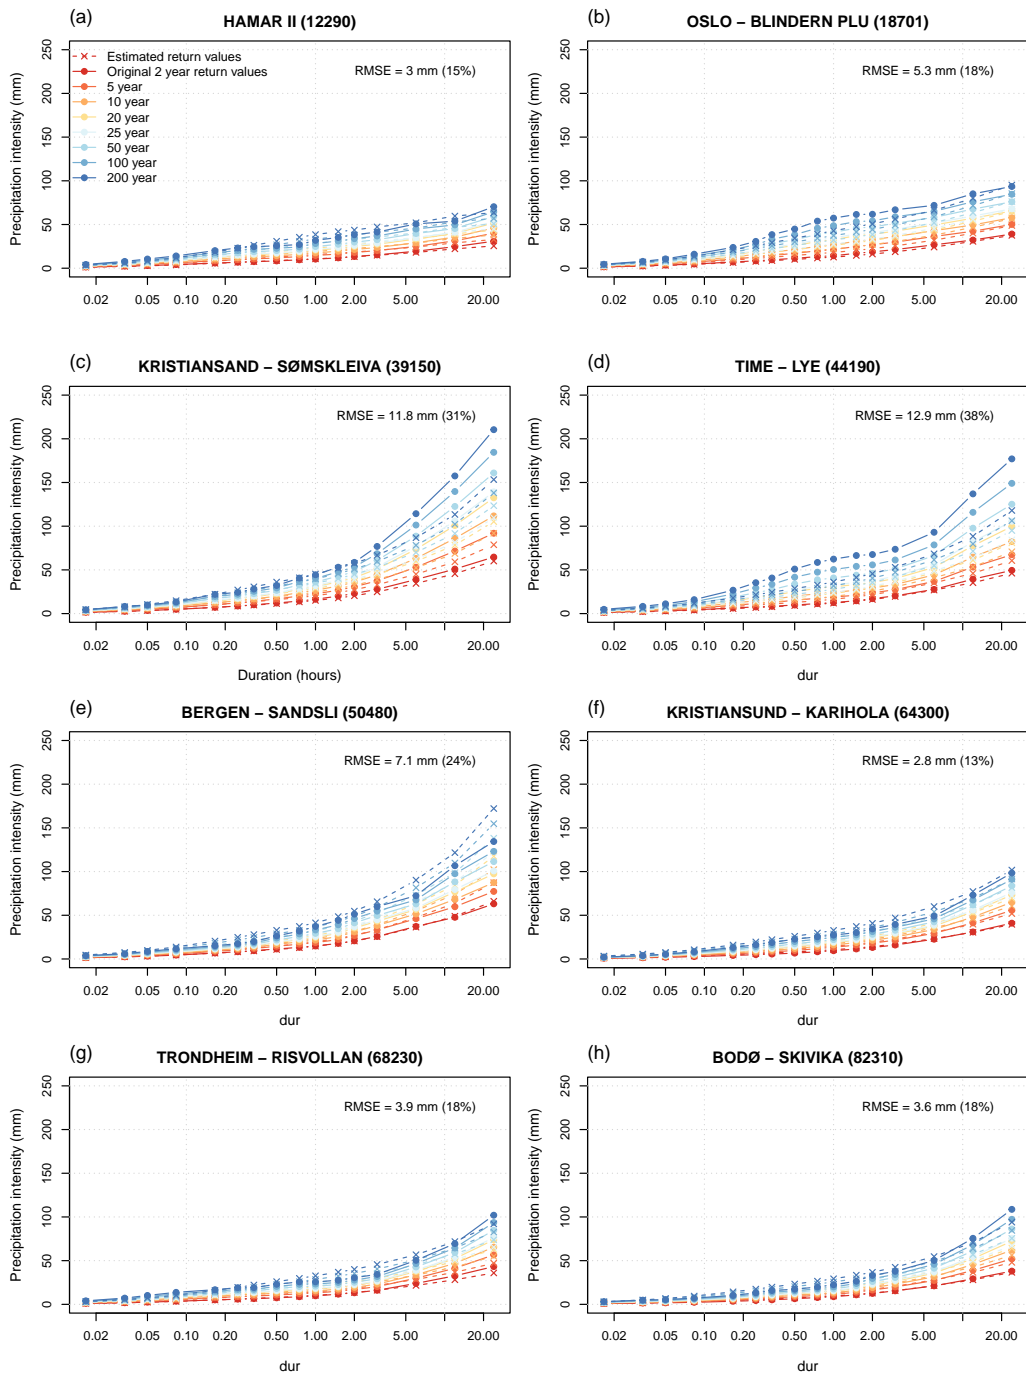 (a)
HAMAR II (12290)
Precipitation intensity (mm)
0 50 100 150 200 250
Estimated return values
Original 2 year return values
5 year
10 year
20 year
25 year
50 year
100 year
200 year
RMSE = 3 mm (15%)
0.02 0.05 0.10 0.20 0.50 1.00 2.00 5.00 20.00
(b)
OSLO − BLINDERN PLU (18701)
Precipitation intensity (mm)
0 50 100 150 200 250
RMSE = 5.3 mm (18%)
0.02 0.05 0.10 0.20 0.50 1.00 2.00 5.00 20.00
(c)
KRISTIANSAND − SØMSKLEIVA (39150)
Precipitation intensity (mm)
0 50 100 150 200 250
RMSE = 11.8 mm (31%)
0.02 0.05 0.10 0.20 0.50 1.00 2.00 5.00 20.00
Duration (hours)
(d)
TIME − LYE (44190)
Precipitation intensity (mm)
0 50 100 150 200 250
RMSE = 12.9 mm (38%)
0.02 0.05 0.10 0.20 0.50 1.00 2.00 5.00 20.00
dur
(e)
BERGEN − SANDSLI (50480)
Precipitation intensity (mm)
0 50 100 150 200 250
RMSE = 7.1 mm (24%)
0.02 0.05 0.10 0.20 0.50 1.00 2.00 5.00 20.00
dur
(f)
KRISTIANSUND − KARIHOLA (64300)
Precipitation intensity (mm)
0 50 100 150 200 250
RMSE = 2.8 mm (13%)
0.02 0.05 0.10 0.20 0.50 1.00 2.00 5.00 20.00
dur
(g)
TRONDHEIM − RISVOLLAN (68230)
Precipitation intensity (mm)
0 50 100 150 200 250
RMSE = 3.9 mm (18%)
0.02 0.05 0.10 0.20 0.50 1.00 2.00 5.00 20.00
dur
(h)
BODØ − SKIVIKA (82310)
Precipitation intensity (mm)
0 50 100 150 200 250
RMSE = 3.6 mm (18%)
0.02 0.05 0.10 0.20 0.50 1.00 2.00 5.00 20.00
dur